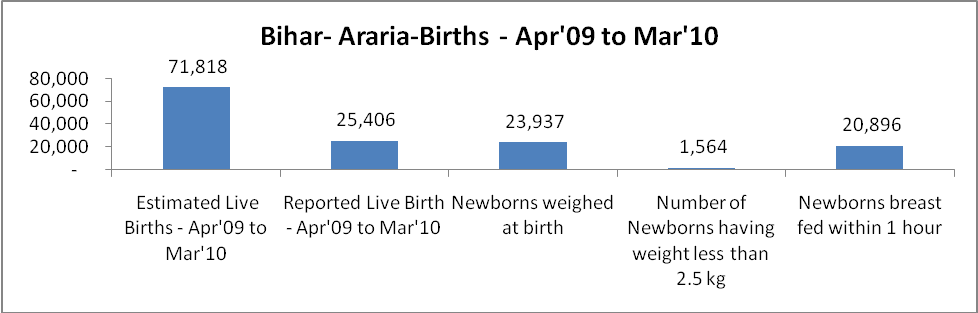 Bihar- Araria-Births - Apr'09 to Mar'10
71,818
25,406
23,937
1,564
20,896
80,000
60,000
40,000
20,000
-
Estimated Live
Births - Apr'09 to
Mar'10
Reported Live Birth
- Apr'09 to Mar'10
Newborns weighed
at birth
Number of
Newborns having
weight less than
2.5 kg
Newborns breast
fed within 1 hour